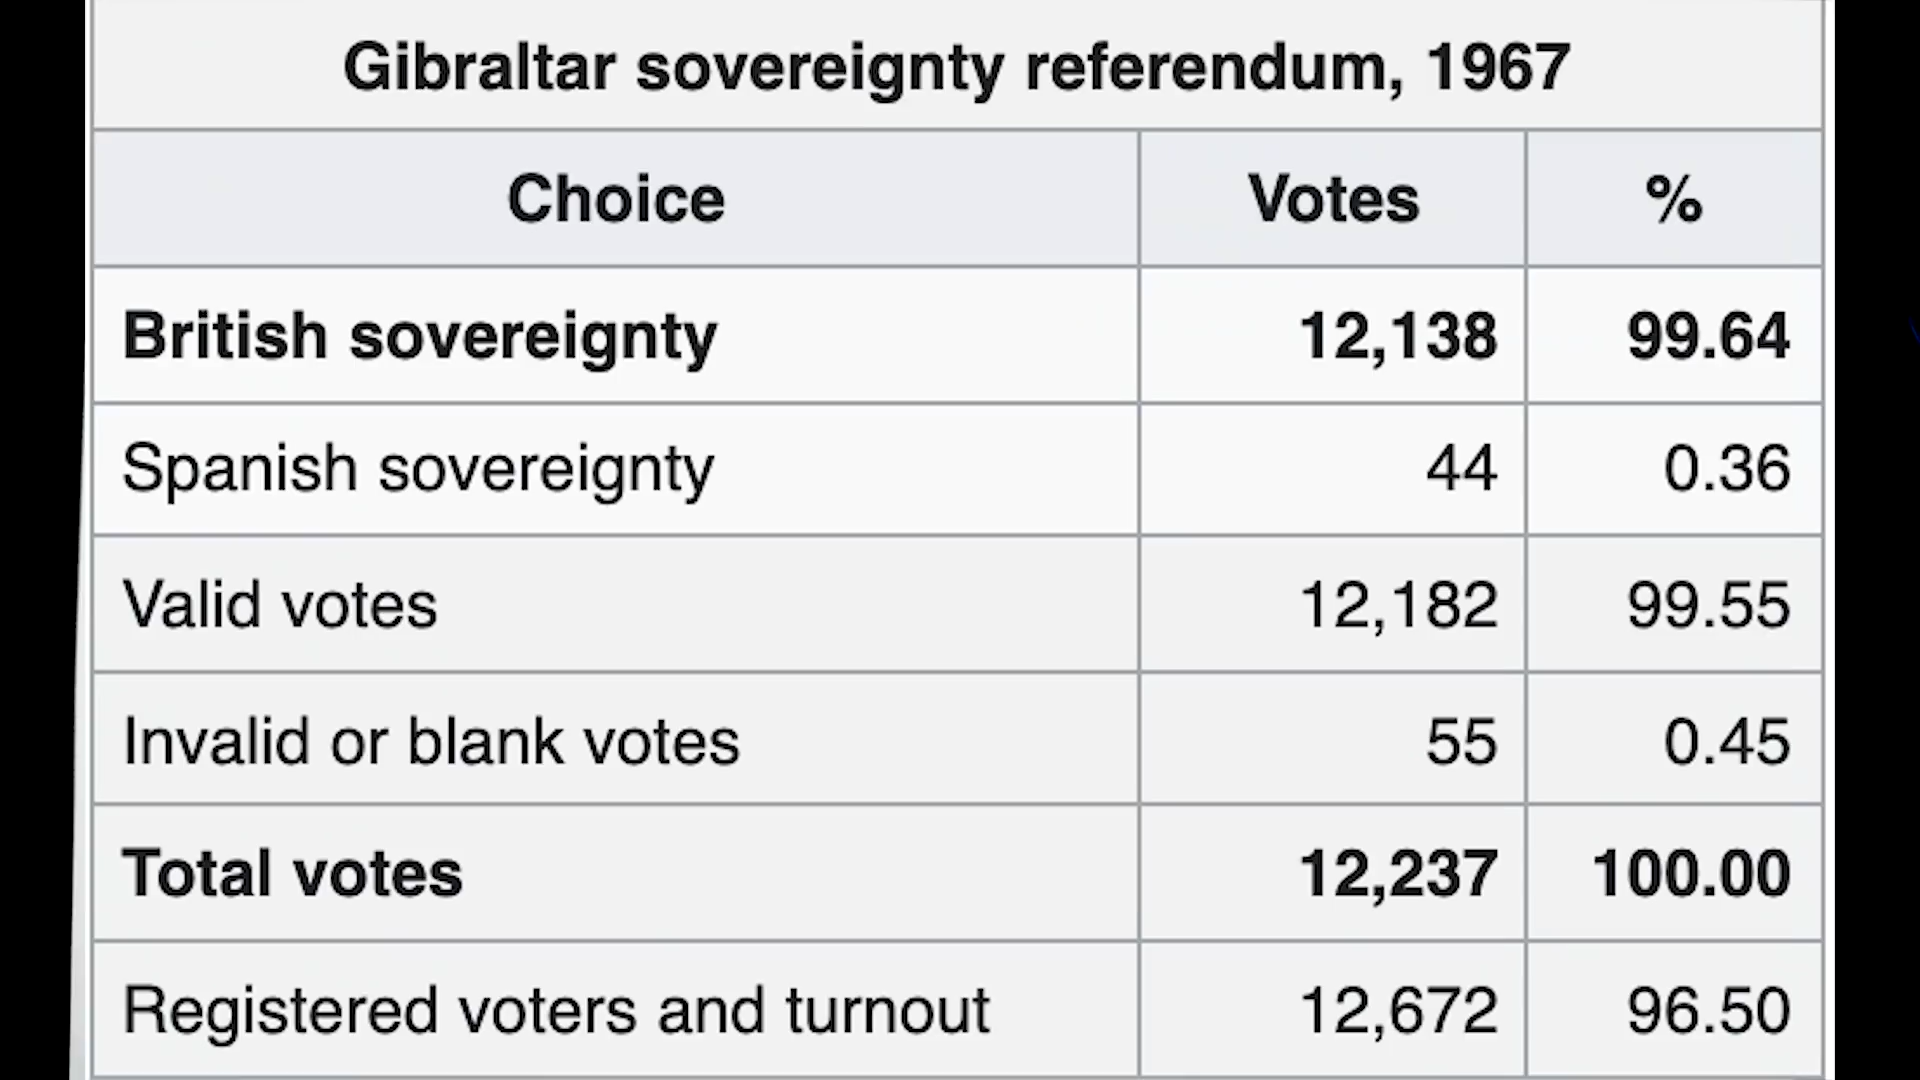 Gibraltar sovereignty referendum, 1967
Choice Votes %
British sovereignty 12,138 99.64
Spanish sovereignty 44 0.36
Valid votes 12,182 99.55
Invalid or blank votes 55 0.45
Total votes 12,237 100.00
Registered voters and turnout 12,672 96.50